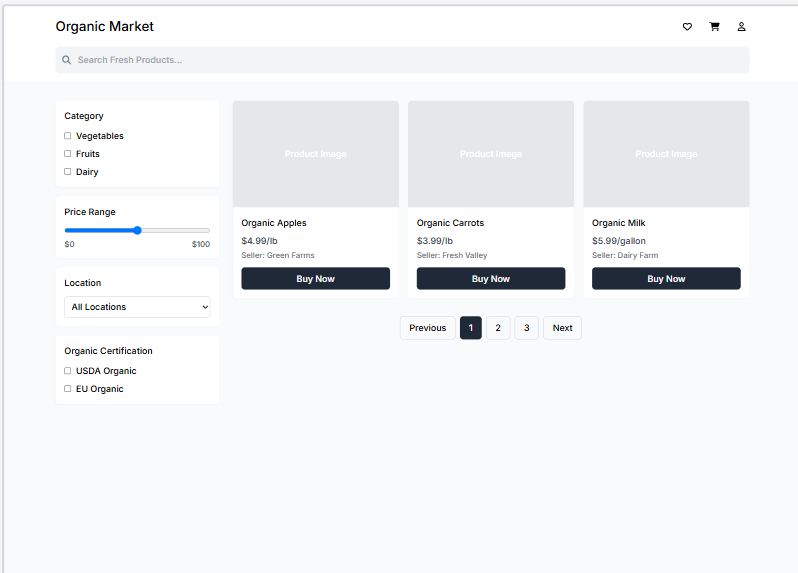 Organic Market
Search Fresh Products...
Category
Vegetables
Fruits
Dairy
Price Range
$0 $100
Location
All Locations
Organic Certification
USDA Organic
EU Organic
Product Image
Organic Apples
$4.99/lb
Seller: Green Farms
Buy Now
Product Image
Organic Carrots
$3.99/lb
Seller: Fresh Valley
Buy Now
Product Image
Organic Milk
$5.99/gallon
Seller: Dairy Farm
Buy Now
Previous 1 2 3 Next